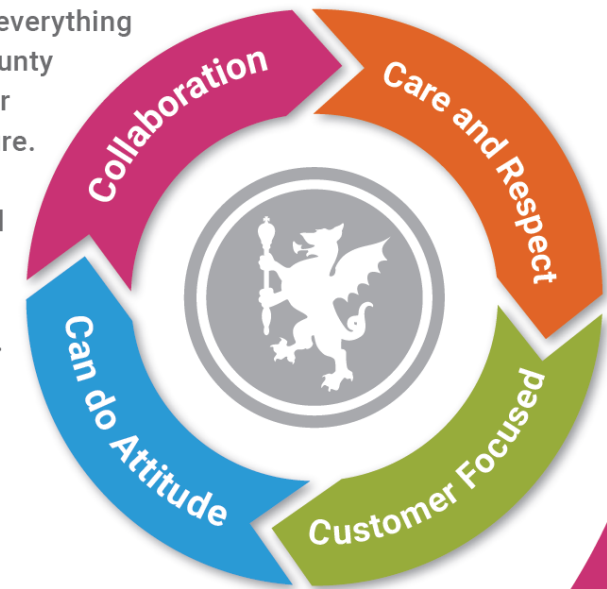 everything
unty
r
re.
l
.
Collaboration
Care and Respect
Customer Focused
Can do Attitude